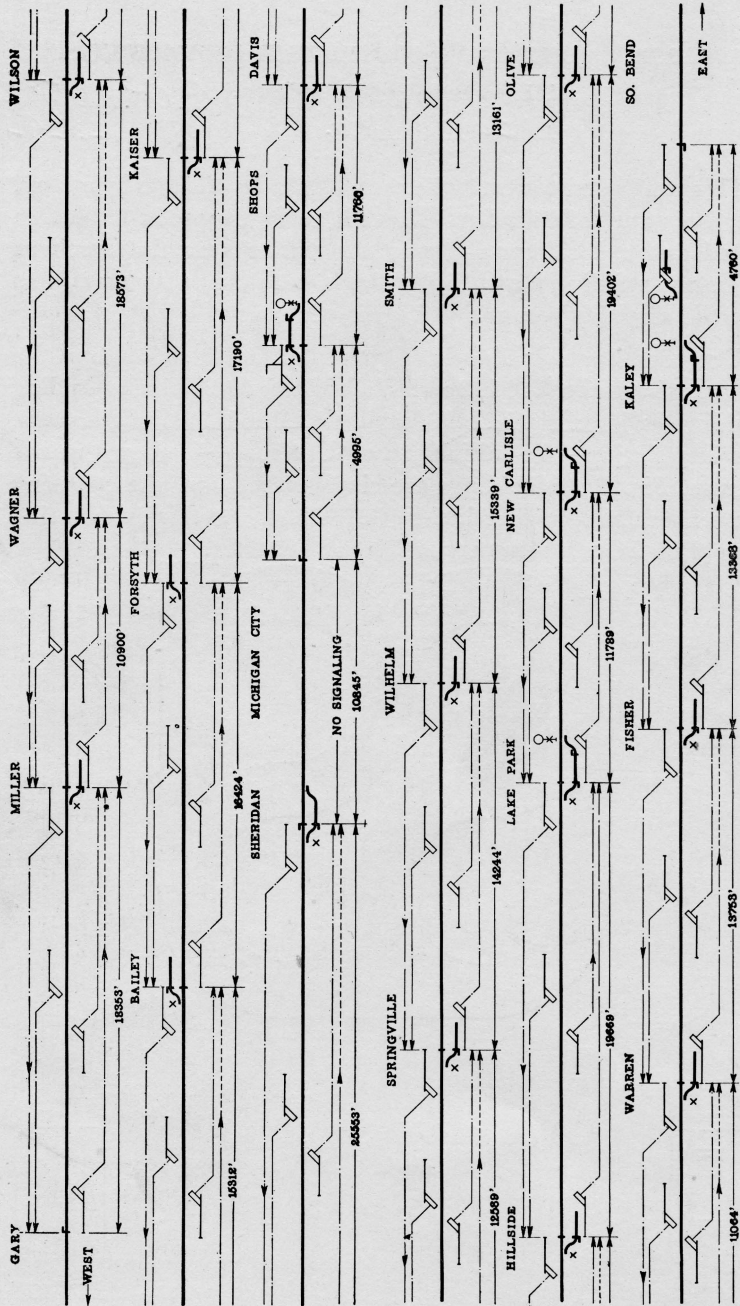 GARY MILLER WAGNER WILSON
WEST
18353' 10900' 18573'
BAILEY FORSYTH KAISER
15312' 16424' 17190'
SHERIDAN MICHIGAN CITY SHOPS DAVIS
NO SIGNALING
25553' 10845' 4995' 11760'
SPRINGVILLE WILHELM SMITH
12589' 14244' 15339' 13161'
HILLSIDE LAKE PARK NEW CARLISLE OLIVE
19669' 11789' 19402'
WARREN FISHER KALEY SO. BEND
EAST
11064' 13753' 13368' 4760'